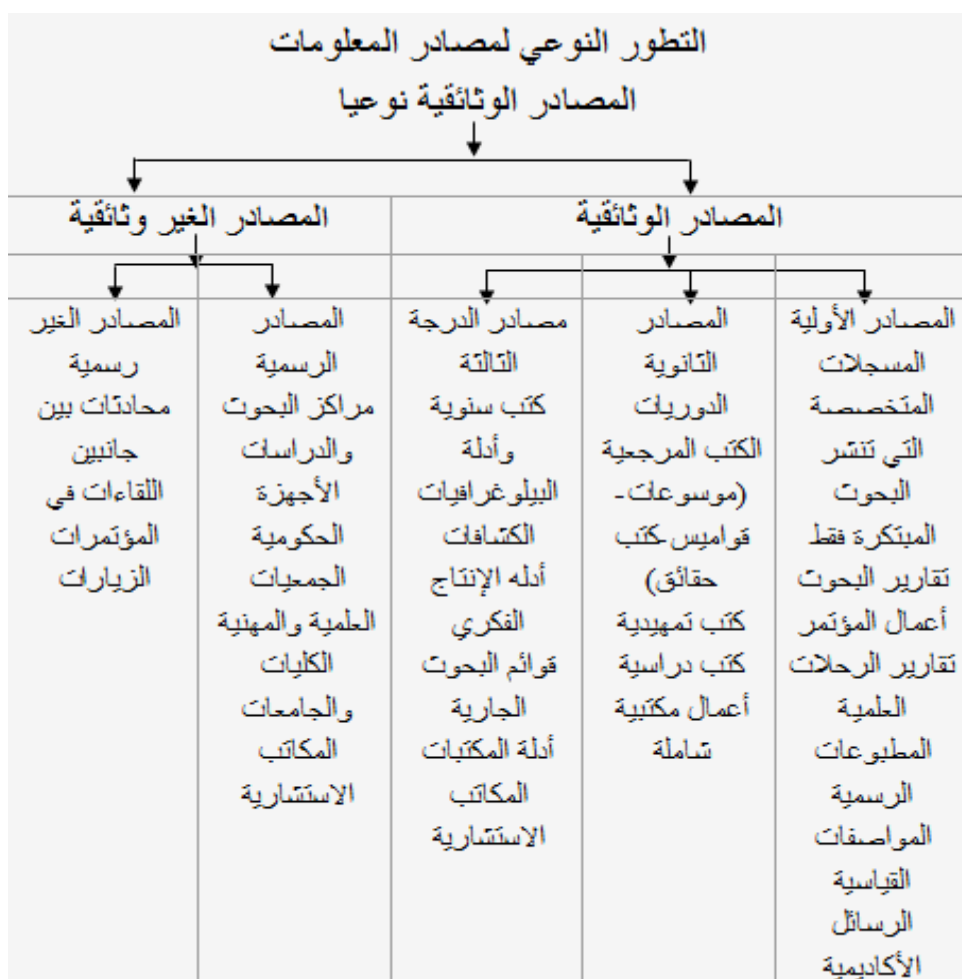 التطور النوعي لمصادر المعلومات
المصادر الوثائقية نوعيا
المصادر الوثائقية
المصادر الغير وثائقية
المصادر الأولية
المسجلات
المتخصصة
التي تنشر
البحوث
المبتكرة فقط
تقارير البحوث
أعمال المؤتمر
تقارير الرحلات
العلمية
المطبوعات
الرسمية
المواصفات
القياسية
الرسائل
الأكاديمية
المصادر
الثانوية
الدوريات
الكتب المرجعية
(موسوعات-
قواميس-كتب
حقائق)
كتب تمهيدية
كتب دراسية
أعمال مكتبية
شاملة
مصادر الدرجة
الثالثة
كتب سنوية
وأدلة
البيلوغرافيات
الكشافات
أدله الإنتاج
الفكري
قوائم البحوث
الجارية
أدلة المكتبات
المكاتب
الاستشارية
المصادر
الرسمية
مراكز البحوث
والدراسات
الأجهزة
الحكومية
الجمعيات
العلمية والمهنية
الكليات
والجامعات
المكاتب
الاستشارية
المصادر الغير
رسمية
محادثات بين
جانبين
اللقاءات في
المؤتمرات
الزيارات